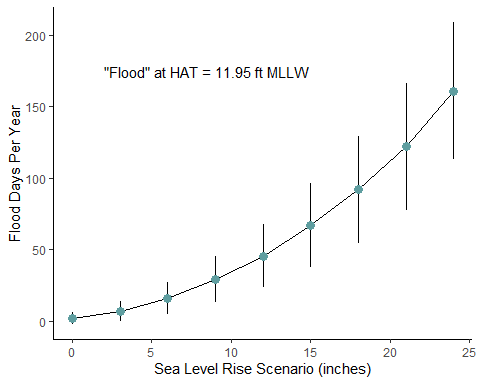 200
150
100
50
0
Flood Days Per Year
"Flood" at HAT = 11.95 ft MLLW
0 5 10 15 20 25
Sea Level Rise Scenario (inches)